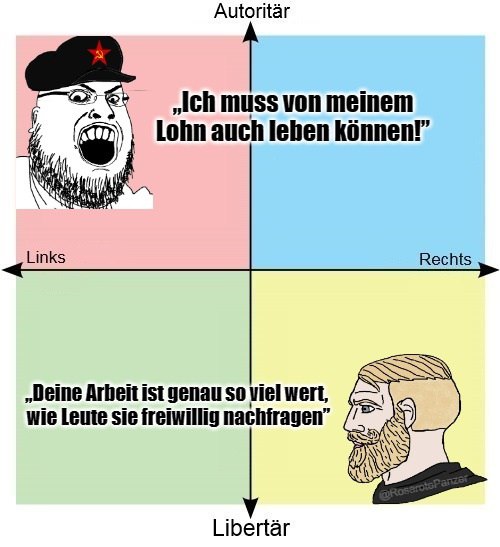 Autoritär
„Ich muss von meinem
Lohn auch leben können!”
Links
Rechts
„Deine Arbeit ist genau so viel wert,
wie Leute sie freiwillig nachfragen”
@RosarotePanzer
Libertär